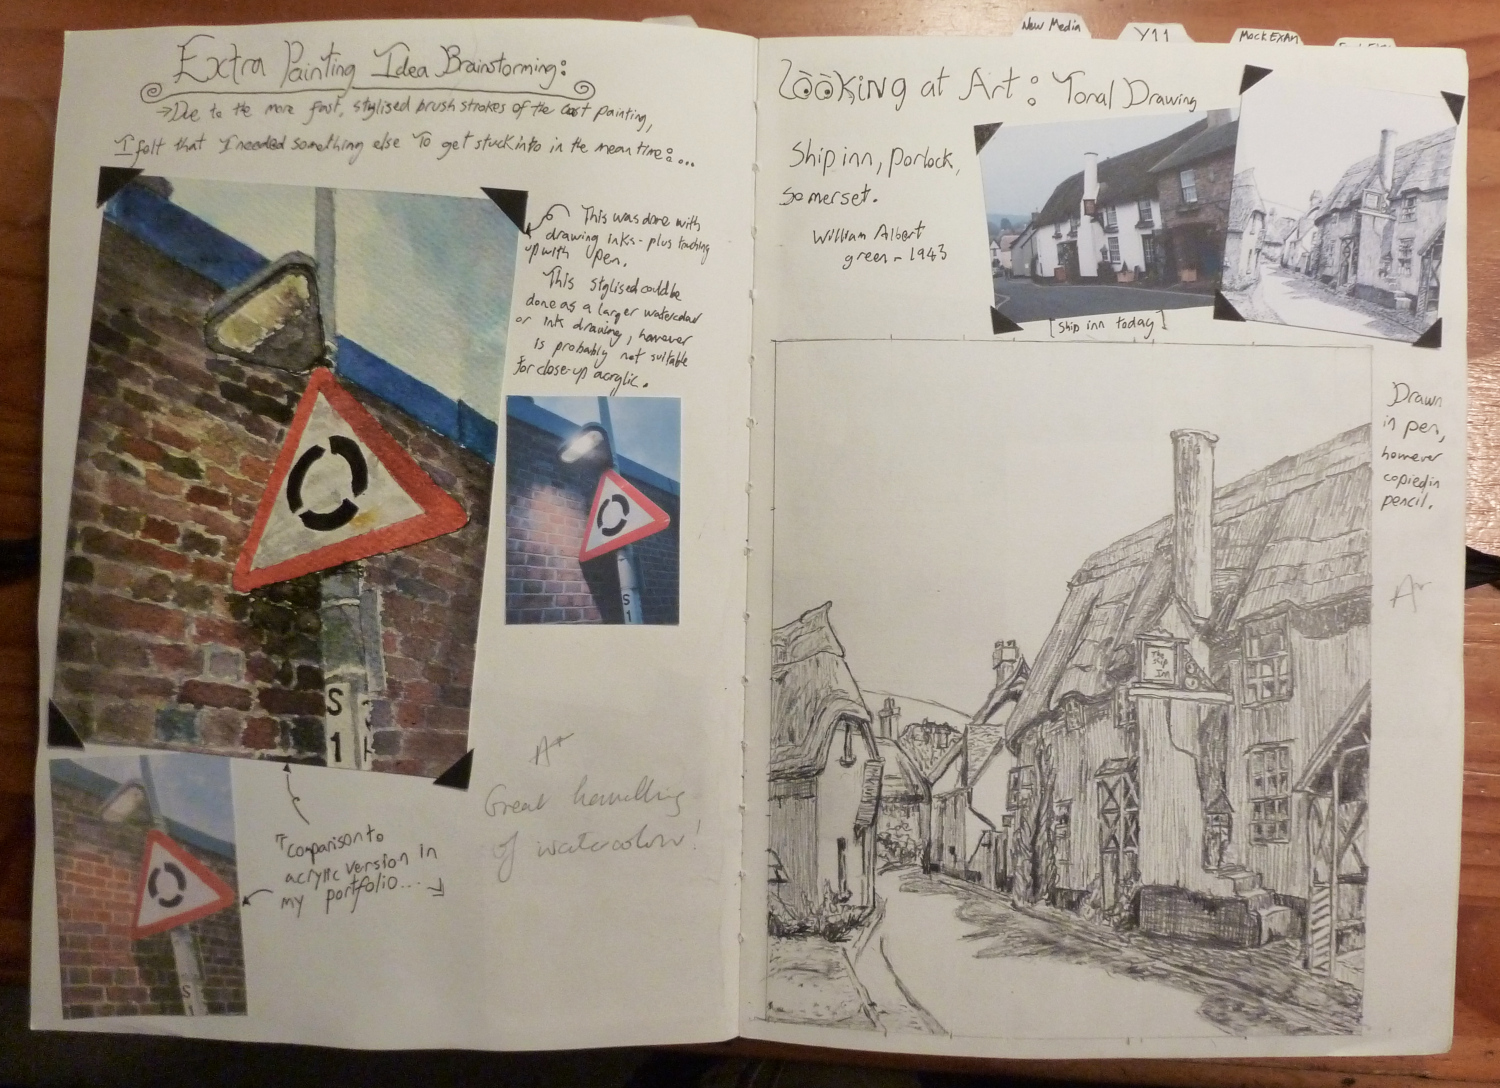 Extra Painting Idea Brainstorming:
→Due to the more fast, stylised brush strokes of the last painting,
I felt that I needed something else To get stuck into in the mean time:...
This was done with
drawing inks - plus touching
up with pen.
This stylised could be
done as a larger watercolour
or ink drawing, however
is probably not suitable
for close-up acrylic.
S
1
S
1
A+
Great handling
of watercolour!
Comparison to
acrylic version in
my portfolio....
S
New Media
Y11
Mock EXAM
Looking at Art: Tonal Drawing
Ship inn, Porlock,
Somerset.
William Albert
green - 1943
[Ship inn today]
Drawn
in pen,
however
copied in
pencil.
A+
The
Ship
Inn